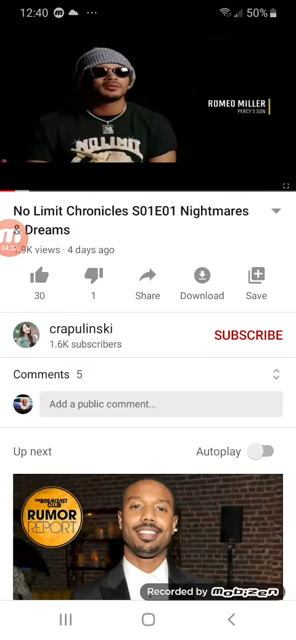 12:40
50%
NO LIMIT
ROMEO MILLER
PERCY'S SON
No Limit Chronicles S01E01 Nightmares
& Dreams
.9K views · 4 days ago
30
1
Share
Download
Save
crapulinski
1.6K subscribers
SUBSCRIBE
Comments 5
Add a public comment...
Up next
Autoplay
THE BREAKFAST
CLUB
RUMOR
REPORT
Recorded by mobizen